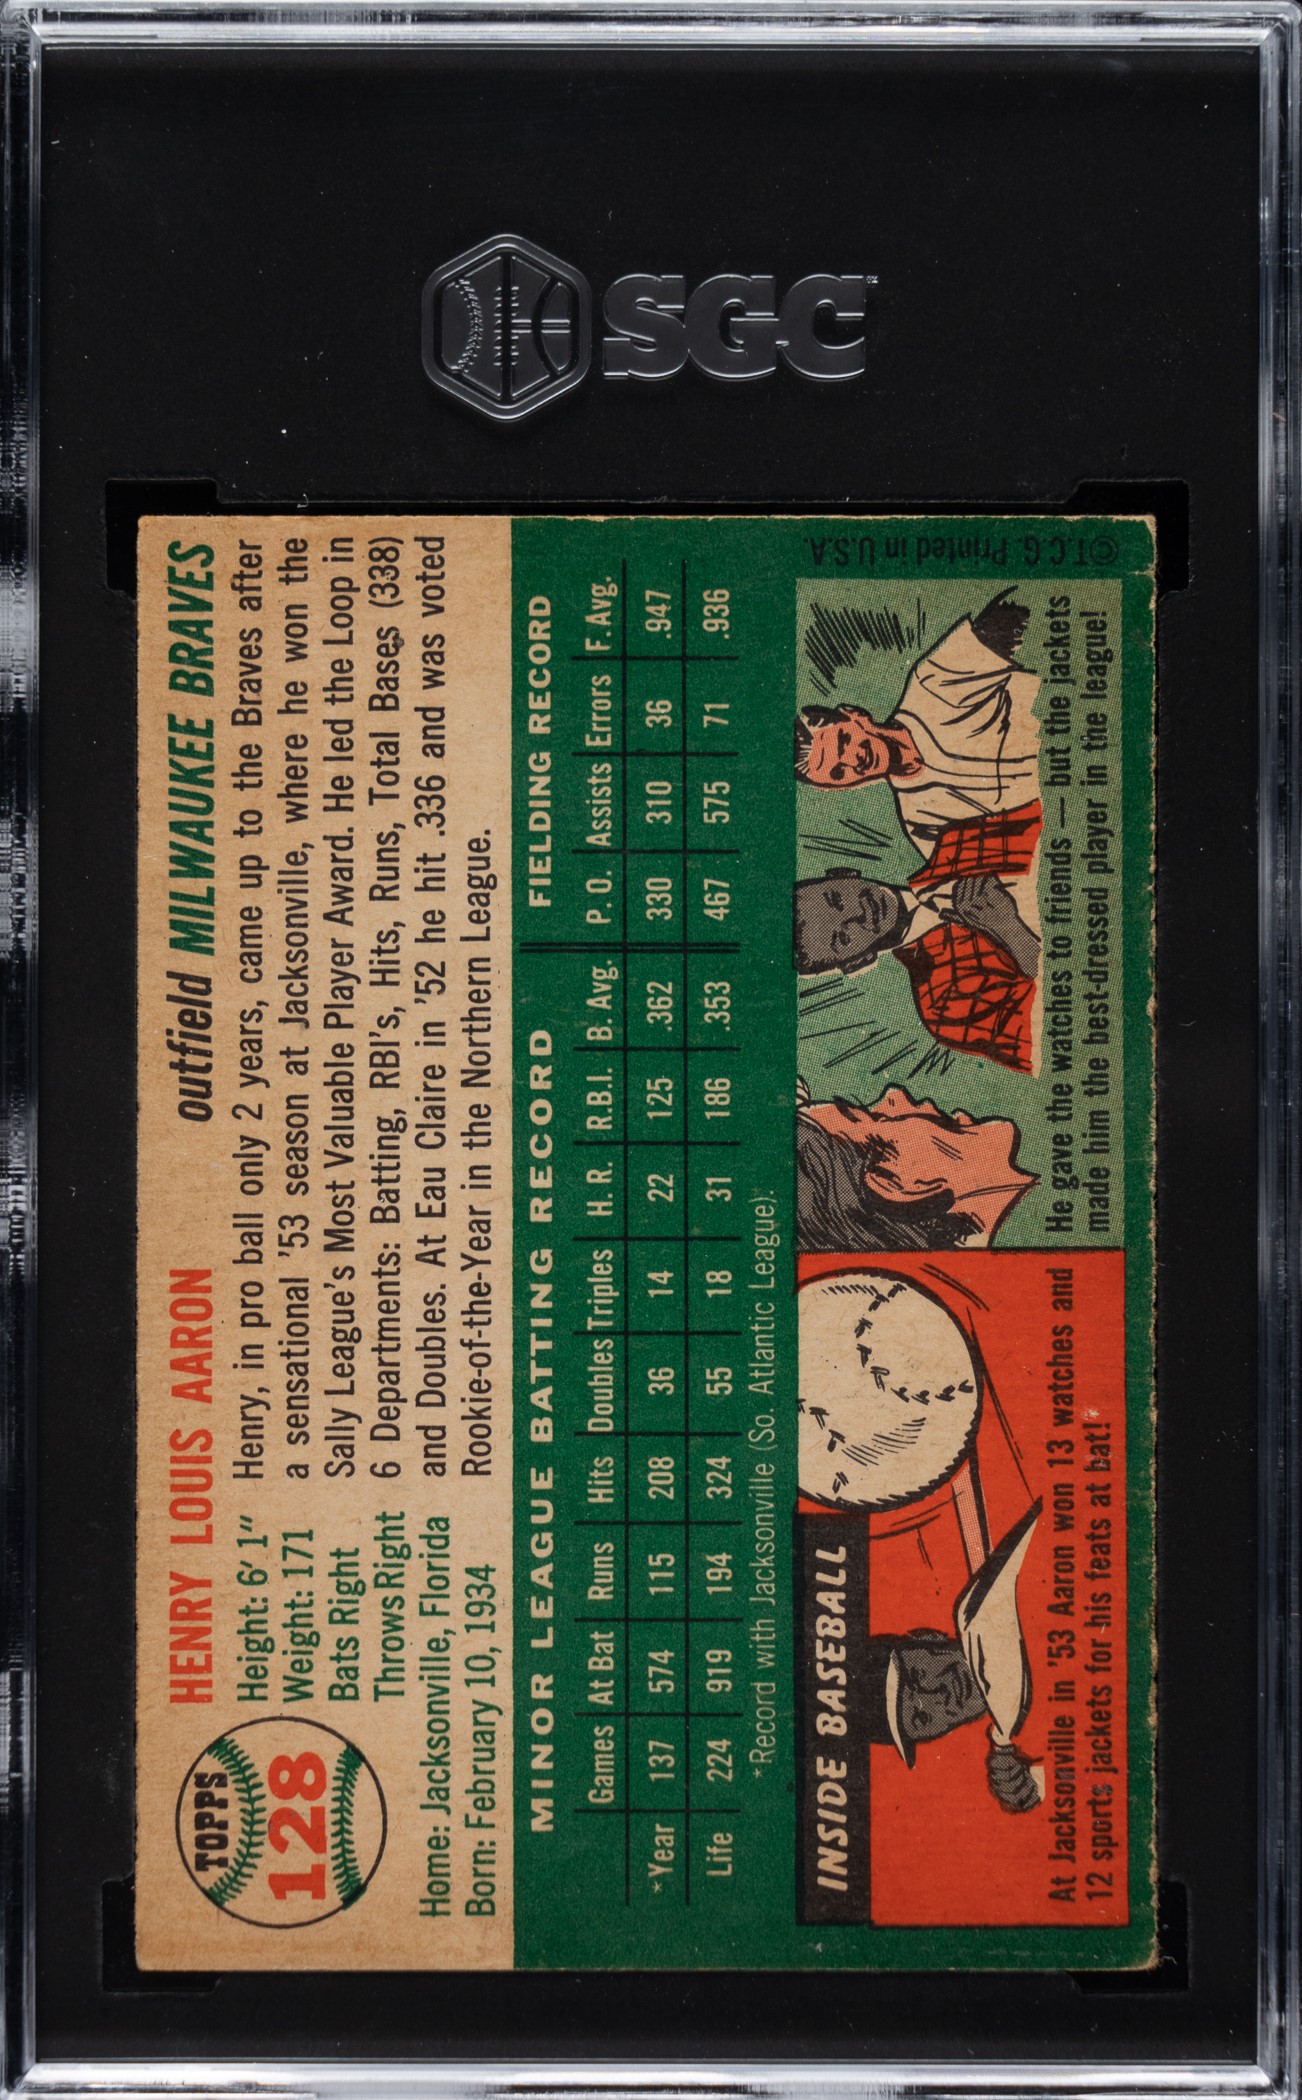 SGC
TOPPS
128
HENRY LOUIS AARON
outfield MILWAUKEE BRAVES
Height: 6' 1"
Weight: 171
Bats Right
Throws Right
Home: Jacksonville, Florida
Born: February 10, 1934
Henry, in pro ball only 2 years, came up to the Braves after
a sensational '53 season at Jacksonville, where he won the
Sally League's Most Valuable Player Award. He led the Loop in
6 Departments: Batting, RBI's, Hits, Runs, Total Bases (338)
and Doubles. At Eau Claire in '52 he hit .336 and was voted
Rookie-of-the-Year in the Northern League.
MINOR LEAGUE BATTING RECORD FIELDING RECORD
Games At Bat Runs Hits Doubles Triples H. R. R.B.I. B. Avg. P. O. Assists Errors F. Avg.
*Year 137 574 115 208 36 14 22 125 .362 330 310 36 .947
Life 224 919 194 324 55 18 31 186 .353 467 575 71 .936
*Record with Jacksonville (So. Atlantic League).
INSIDE BASEBALL
At Jacksonville in '53 Aaron won 13 watches and
12 sports jackets for his feats at bat!
He gave the watches to friends — but the jackets
made him the best-dressed player in the league!
©T.C.G. Printed in U.S.A.